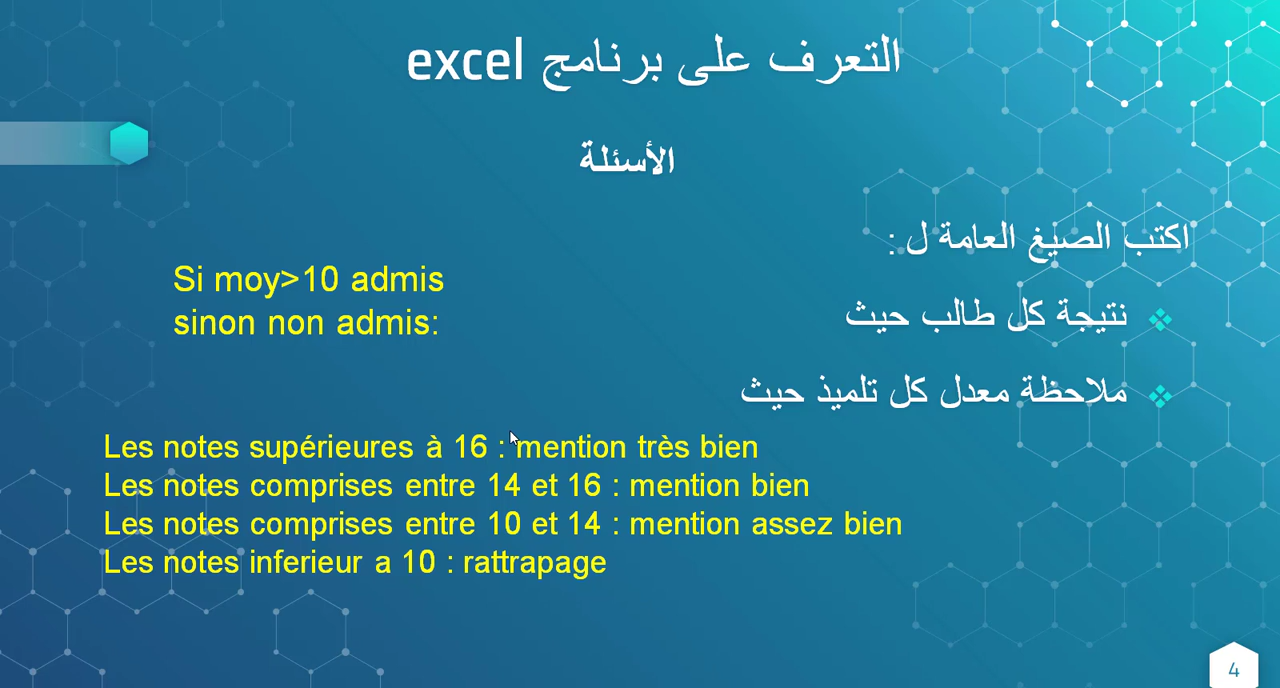 التعرف على برنامج excel
الأسئلة
اكتب الصيغ العامة ل :
نتيجة كل طالب حيث
Si moy>10 admis
sinon non admis:
ملاحظة معدل كل تلميذ حيث
Les notes supérieures à 16 : mention très bien
Les notes comprises entre 14 et 16 : mention bien
Les notes comprises entre 10 et 14 : mention assez bien
Les notes inferieur a 10 : rattrapage
4